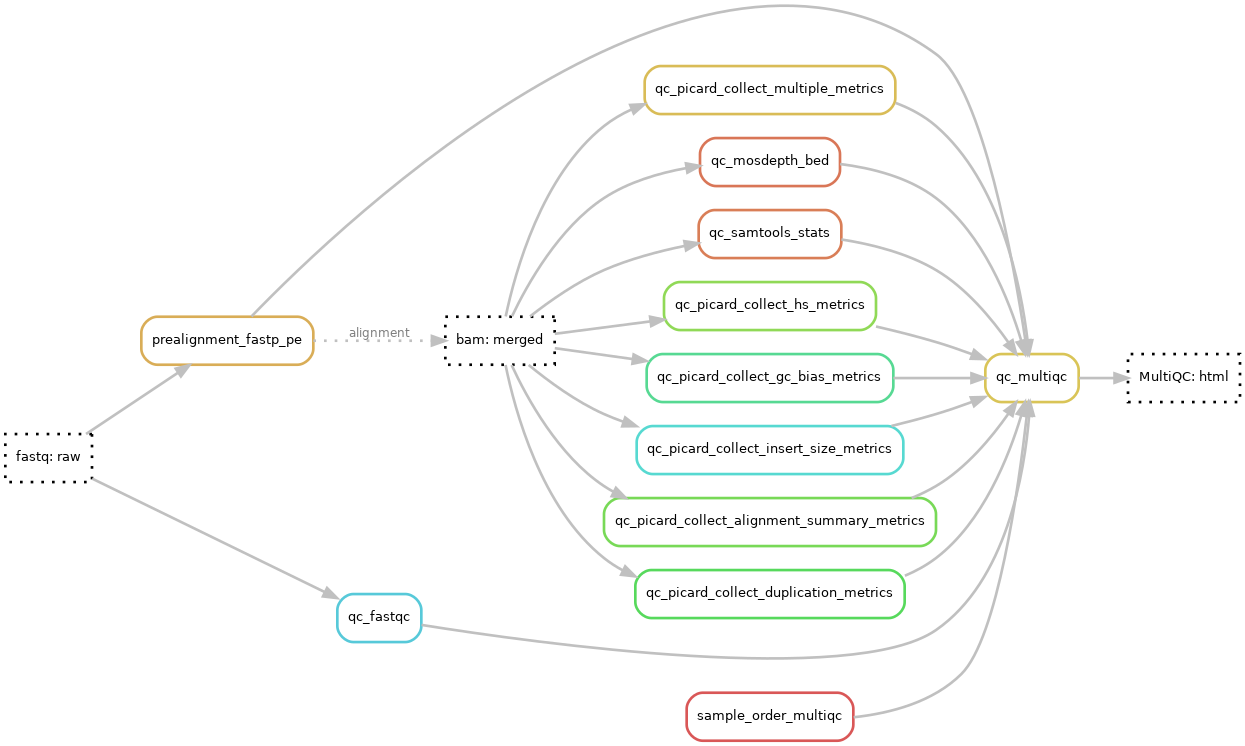 qc_picard_collect_multiple_metrics
qc_mosdepth_bed
qc_samtools_stats
qc_picard_collect_hs_metrics
prealignment_fastp_pe
alignment
bam: merged
qc_picard_collect_gc_bias_metrics
qc_multiqc
MultiQC: html
qc_picard_collect_insert_size_metrics
fastq: raw
qc_picard_collect_alignment_summary_metrics
qc_picard_collect_duplication_metrics
qc_fastqc
sample_order_multiqc